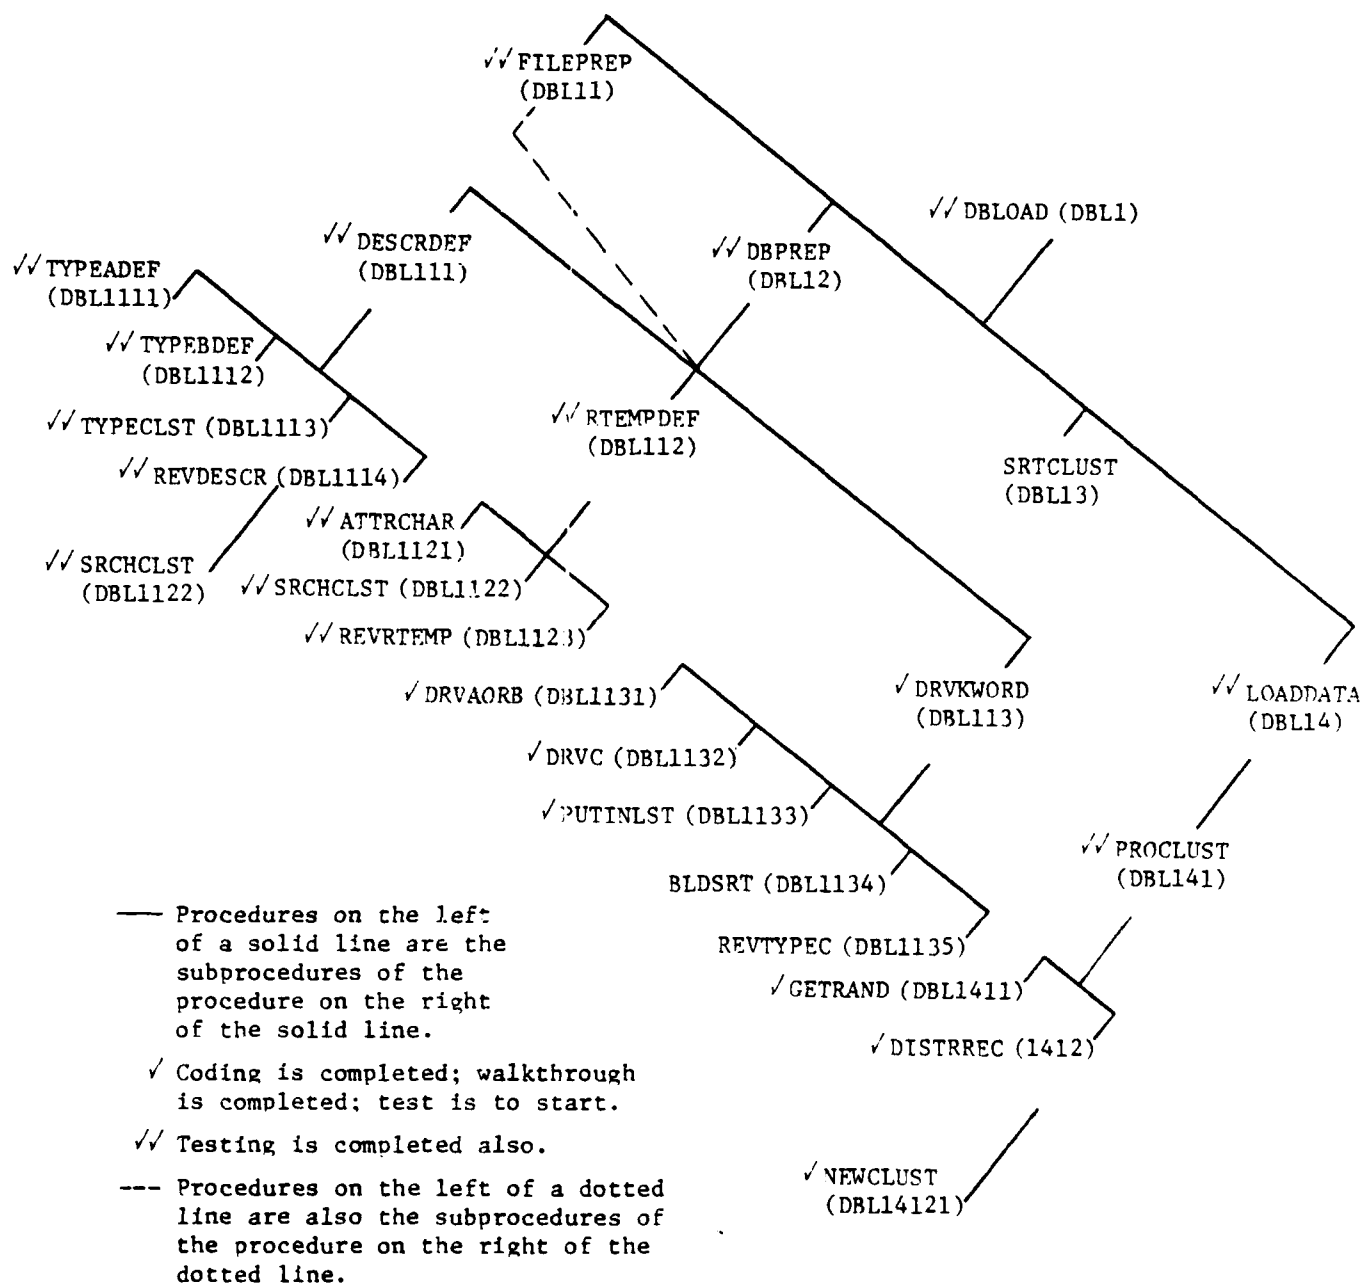 √√ FILEPREP
(DBL11)
√√ DBLOAD (DBL1)
√√ DESCRDEF
(DBL111)
√√ DBPREP
(DBL12)
√√ TYPEADEF
(DBL1111)
√√ TYPEBDEF
(DBL1112)
√√ TYPECLST (DBL1113)
√√ RTEMPDEF
(DBL112)
√√ REVDESCR (DBL1114)
SRTCLUST
(DBL13)
√√ ATTRCHAR
(DBL1121)
√√ SRCHCLST
(DBL1122)
√√ SRCHCLST (DBL1122)
√√ REVRTEMP (DBL1123)
√ DRVAORB (DBL1131)
√ DRVKWORD
(DBL113)
√√ LOADDATA
(DBL14)
√ DRVC (DBL1132)
√ PUTINLST (DBL1133)
√√ PROCLUST
(DBL141)
BLDSRT (DBL1134)
REVTYPEC (DBL1135)
√ GETRAND (DBL1411)
√ DISTRREC (1412)
√ NEWCLUST
(DBL14121)
— Procedures on the left
of a solid line are the
subprocedures of the
procedure on the right
of the solid line.
√ Coding is completed; walkthrough
is completed; test is to start.
√√ Testing is completed also.
--- Procedures on the left of a dotted
line are also the subprocedures of
the procedure on the right of the
dotted line.